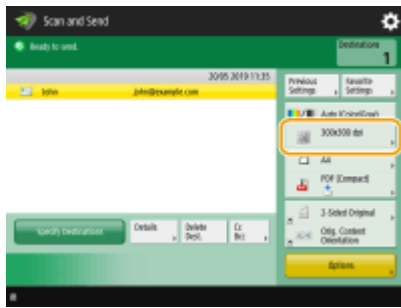 Scan and Send
Ready to send.
Destinations
1
20/05 2019 11:35
John
john@example.com
Previous
Settings
Favorite
Settings
Auto (Color/Gray)
300x300 dpi
A4
PDF (Compact)
2-Sided Original
Orig. Content
Orientation
Specify Destinations
Details
Delete
Dest.
Cc
Bcc
Options